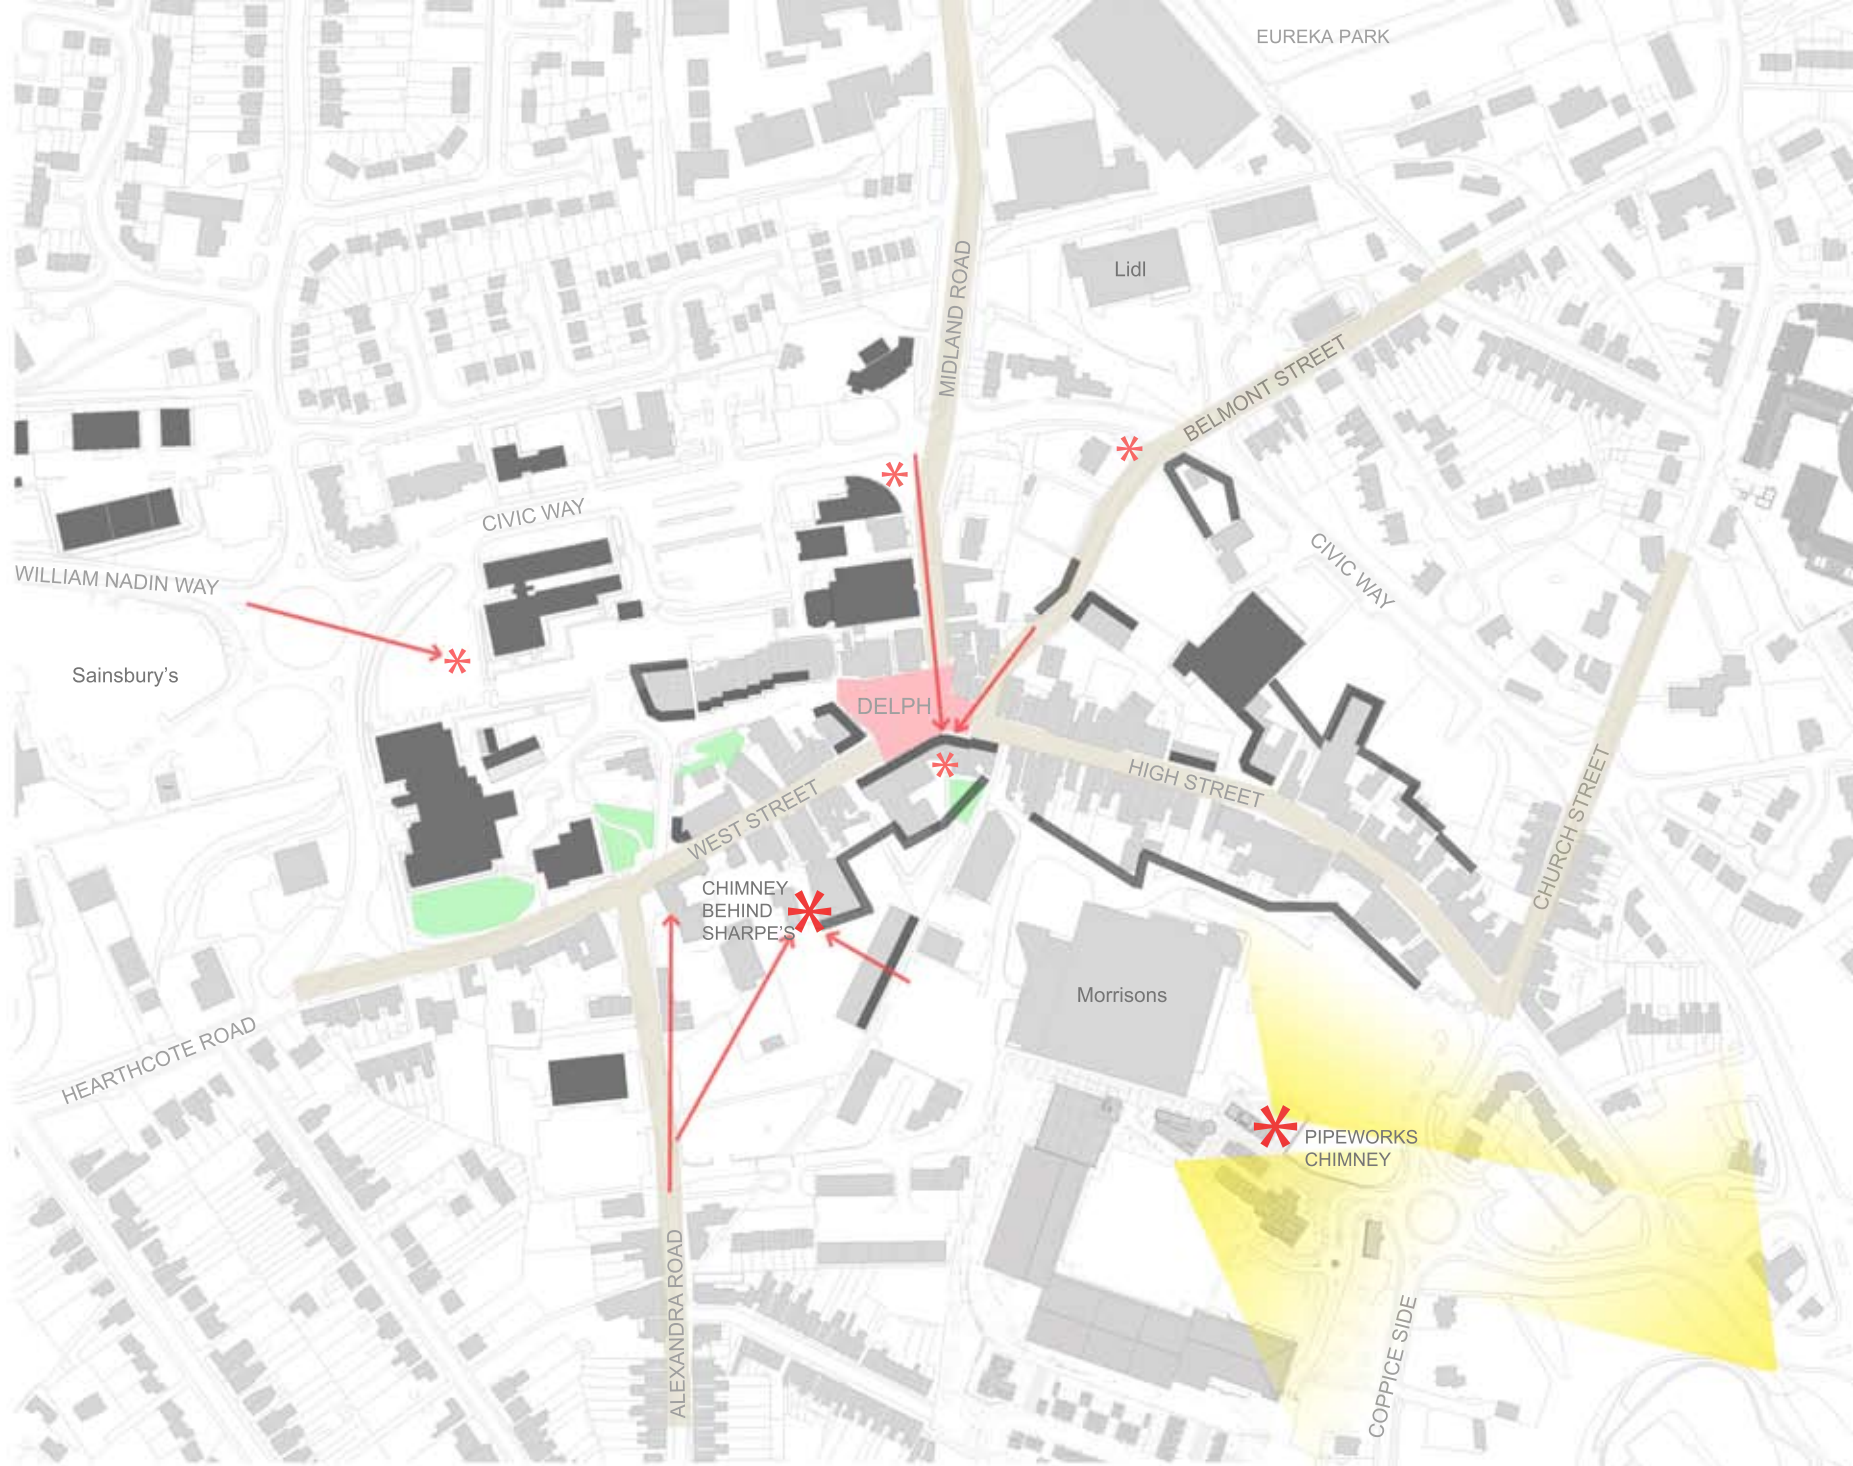 EUREKA PARK
Lidl
MIDLAND ROAD
BELMONT STREET
CIVIC WAY
CIVIC WAY
WILLIAM NADIN WAY
Sainsbury's
DELPH
HIGH STREET
WEST STREET
CHURCH STREET
CHIMNEY
BEHIND
SHARPE'S
Morrisons
HEARTHCOTE ROAD
PIPEWORKS
CHIMNEY
ALEXANDRA ROAD
COPPICE SIDE